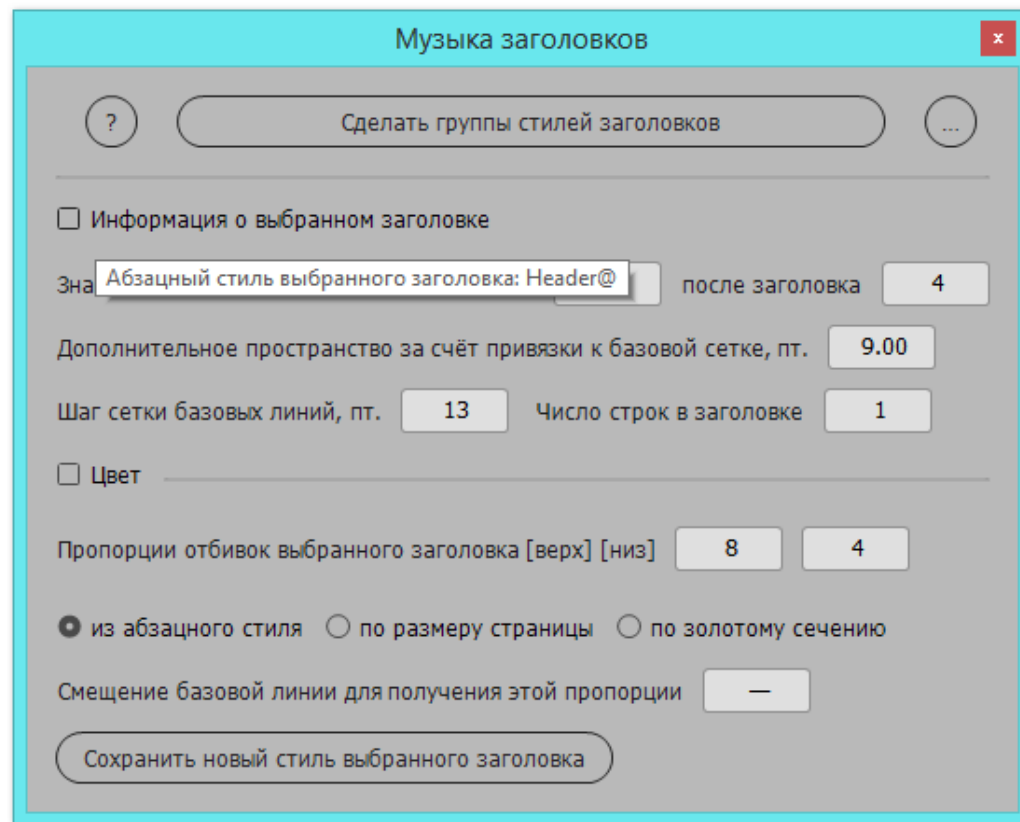 Музыка заголовков
x
?
Сделать группы стилей заголовков
...
Информация о выбранном заголовке
Абзацный стиль выбранного заголовка: Header@
после заголовка 4
Дополнительное пространство за счёт привязки к базовой сетке, пт. 9.00
Шаг сетки базовых линий, пт. 13 Число строк в заголовке 1
Цвет
Пропорции отбивок выбранного заголовка [верх] [низ] 8 4
из абзацного стиля по размеру страницы по золотому сечению
Смещение базовой линии для получения этой пропорции —
Сохранить новый стиль выбранного заголовка